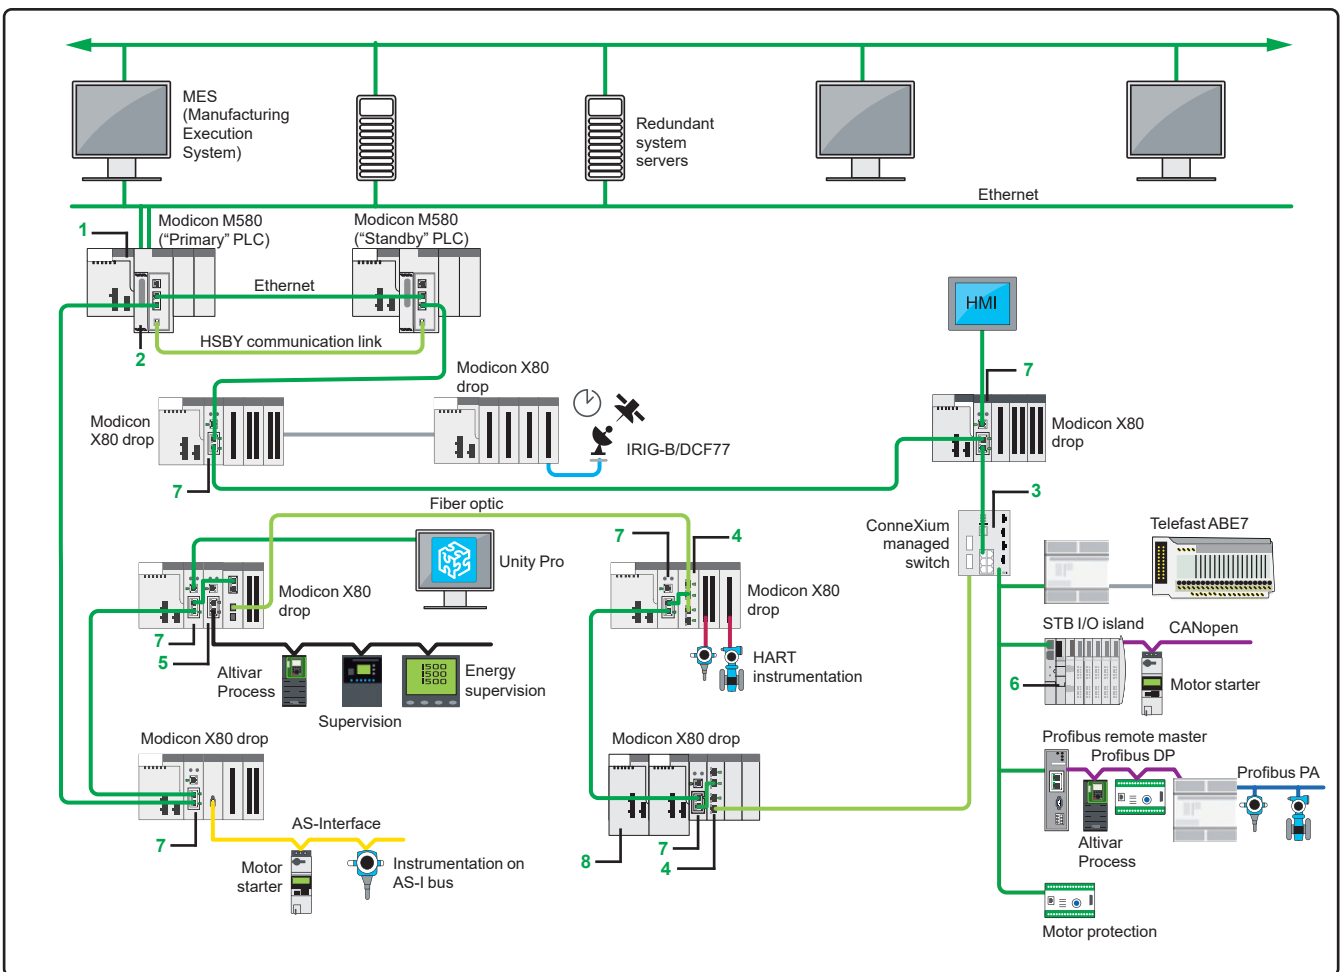 MES
(Manufacturing
Execution
System)
Redundant
system
servers
Ethernet
Modicon M580
("Primary" PLC)
Modicon M580
("Standby" PLC)
1
Ethernet
HSBY communication link
2
HMI
7
Modicon X80
drop
Modicon
X80 drop
IRIG-B/DCF77
Modicon X80
drop
7
Fiber optic
3
ConneXium
managed
switch
Telefast ABE7
Unity Pro
7
4
Modicon X80
drop
Modicon X80
drop
7
5
STB I/O island
CANopen
Altivar
Process
Energy
supervision
1500
1500
1500
HART
instrumentation
6
Motor starter
Supervision
Modicon X80 drop
Modicon X80 drop
Profibus remote master
Profibus DP
Profibus PA
AS-Interface
7
7
8
4
Altivar
Process
Motor
starter
Instrumentation on
AS-I bus
Motor protection